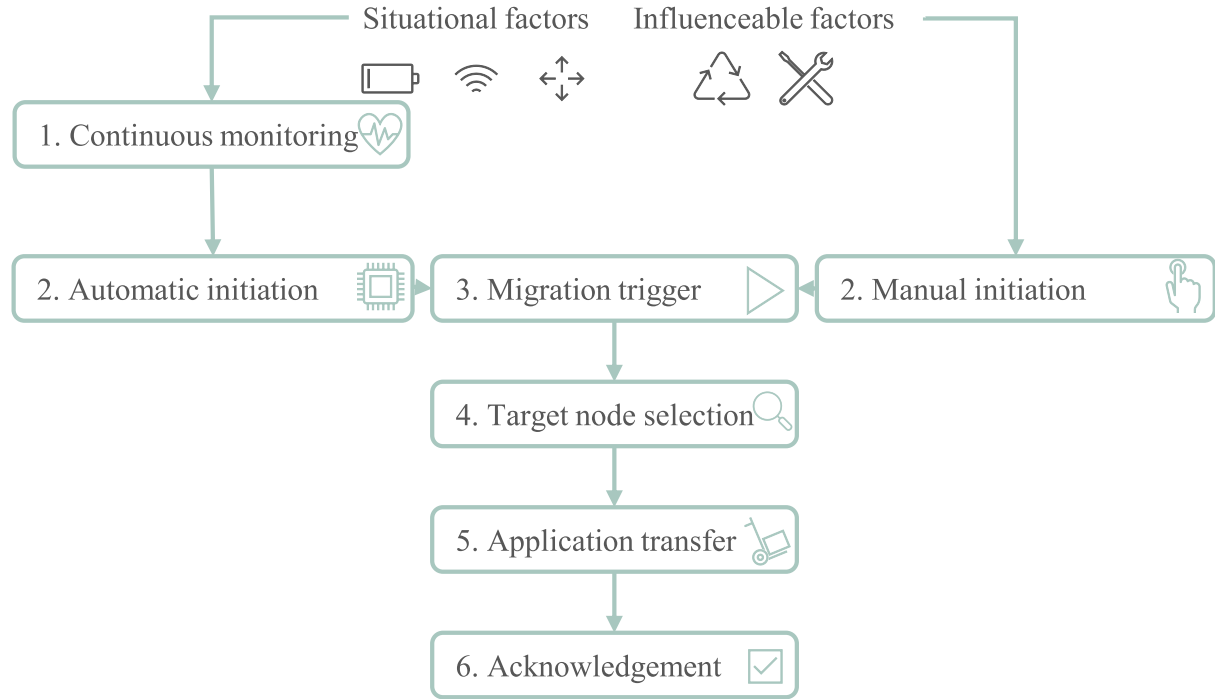 Situational factors
Influenceable factors
1. Continuous monitoring
2. Automatic initiation
3. Migration trigger
2. Manual initiation
4. Target node selection
5. Application transfer
6. Acknowledgement